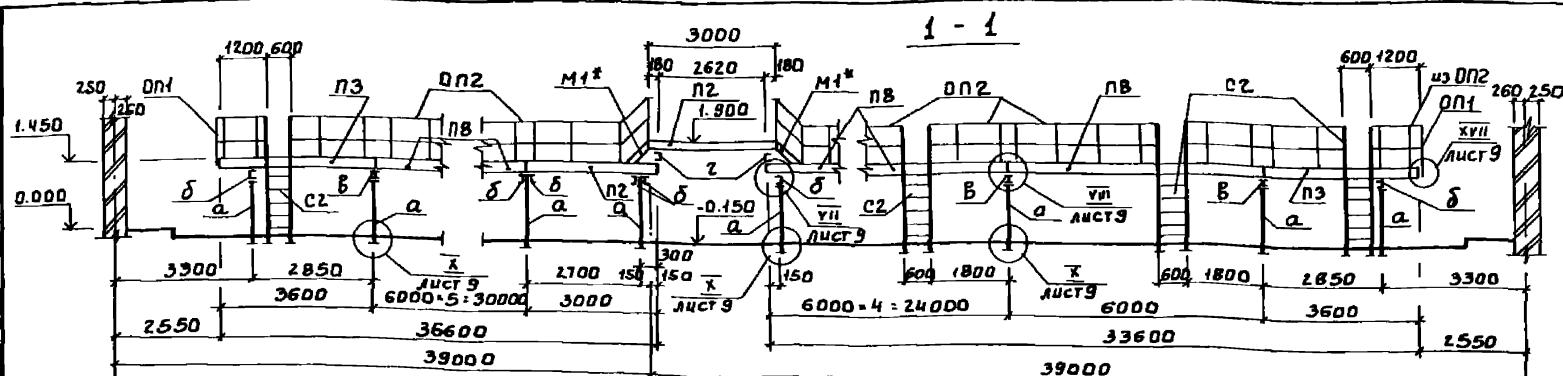 1 - 1
3000
1200 600
180 2620 180
600 1200
250 ОП1 П3 ОП2 М1* П2 М1* П8 ОП2 С2 П8 из ОП2 260 250
250
1.900
ОП1
XVII
лист 9
1.450
П8
б в б б П2 г б в в П3 б
0.000
а С2 а а а б -0.150 а VII лист 9 С2 а VIII лист 9 а а
300
3300 2850 X лист 9 2700 150 150 X лист 9 150 600 1800 X лист 9 600 1800 2850 3300
3600 6000×5=30000 3000 6000×4=24000 6000 3600
2550 36600 33600 2550
39000 39000